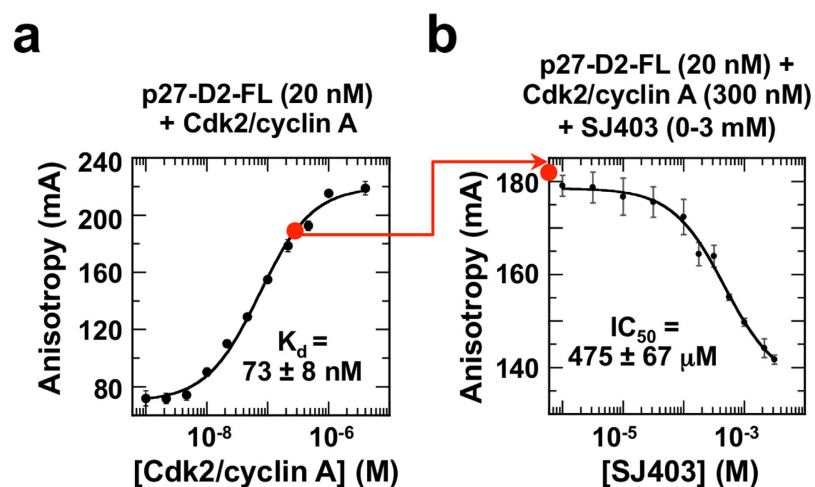 a
p27-D2-FL (20 nM)
+ Cdk2/cyclin A
240
200
160
120
80
Anisotropy (mA)
K_d =
73 ± 8 nM
10⁻⁸
10⁻⁶
[Cdk2/cyclin A] (M)
b
p27-D2-FL (20 nM) +
Cdk2/cyclin A (300 nM)
+ SJ403 (0-3 mM)
180
160
140
Anisotropy (mA)
IC₅₀ =
475 ± 67 μM
10⁻⁵
10⁻³
[SJ403] (M)